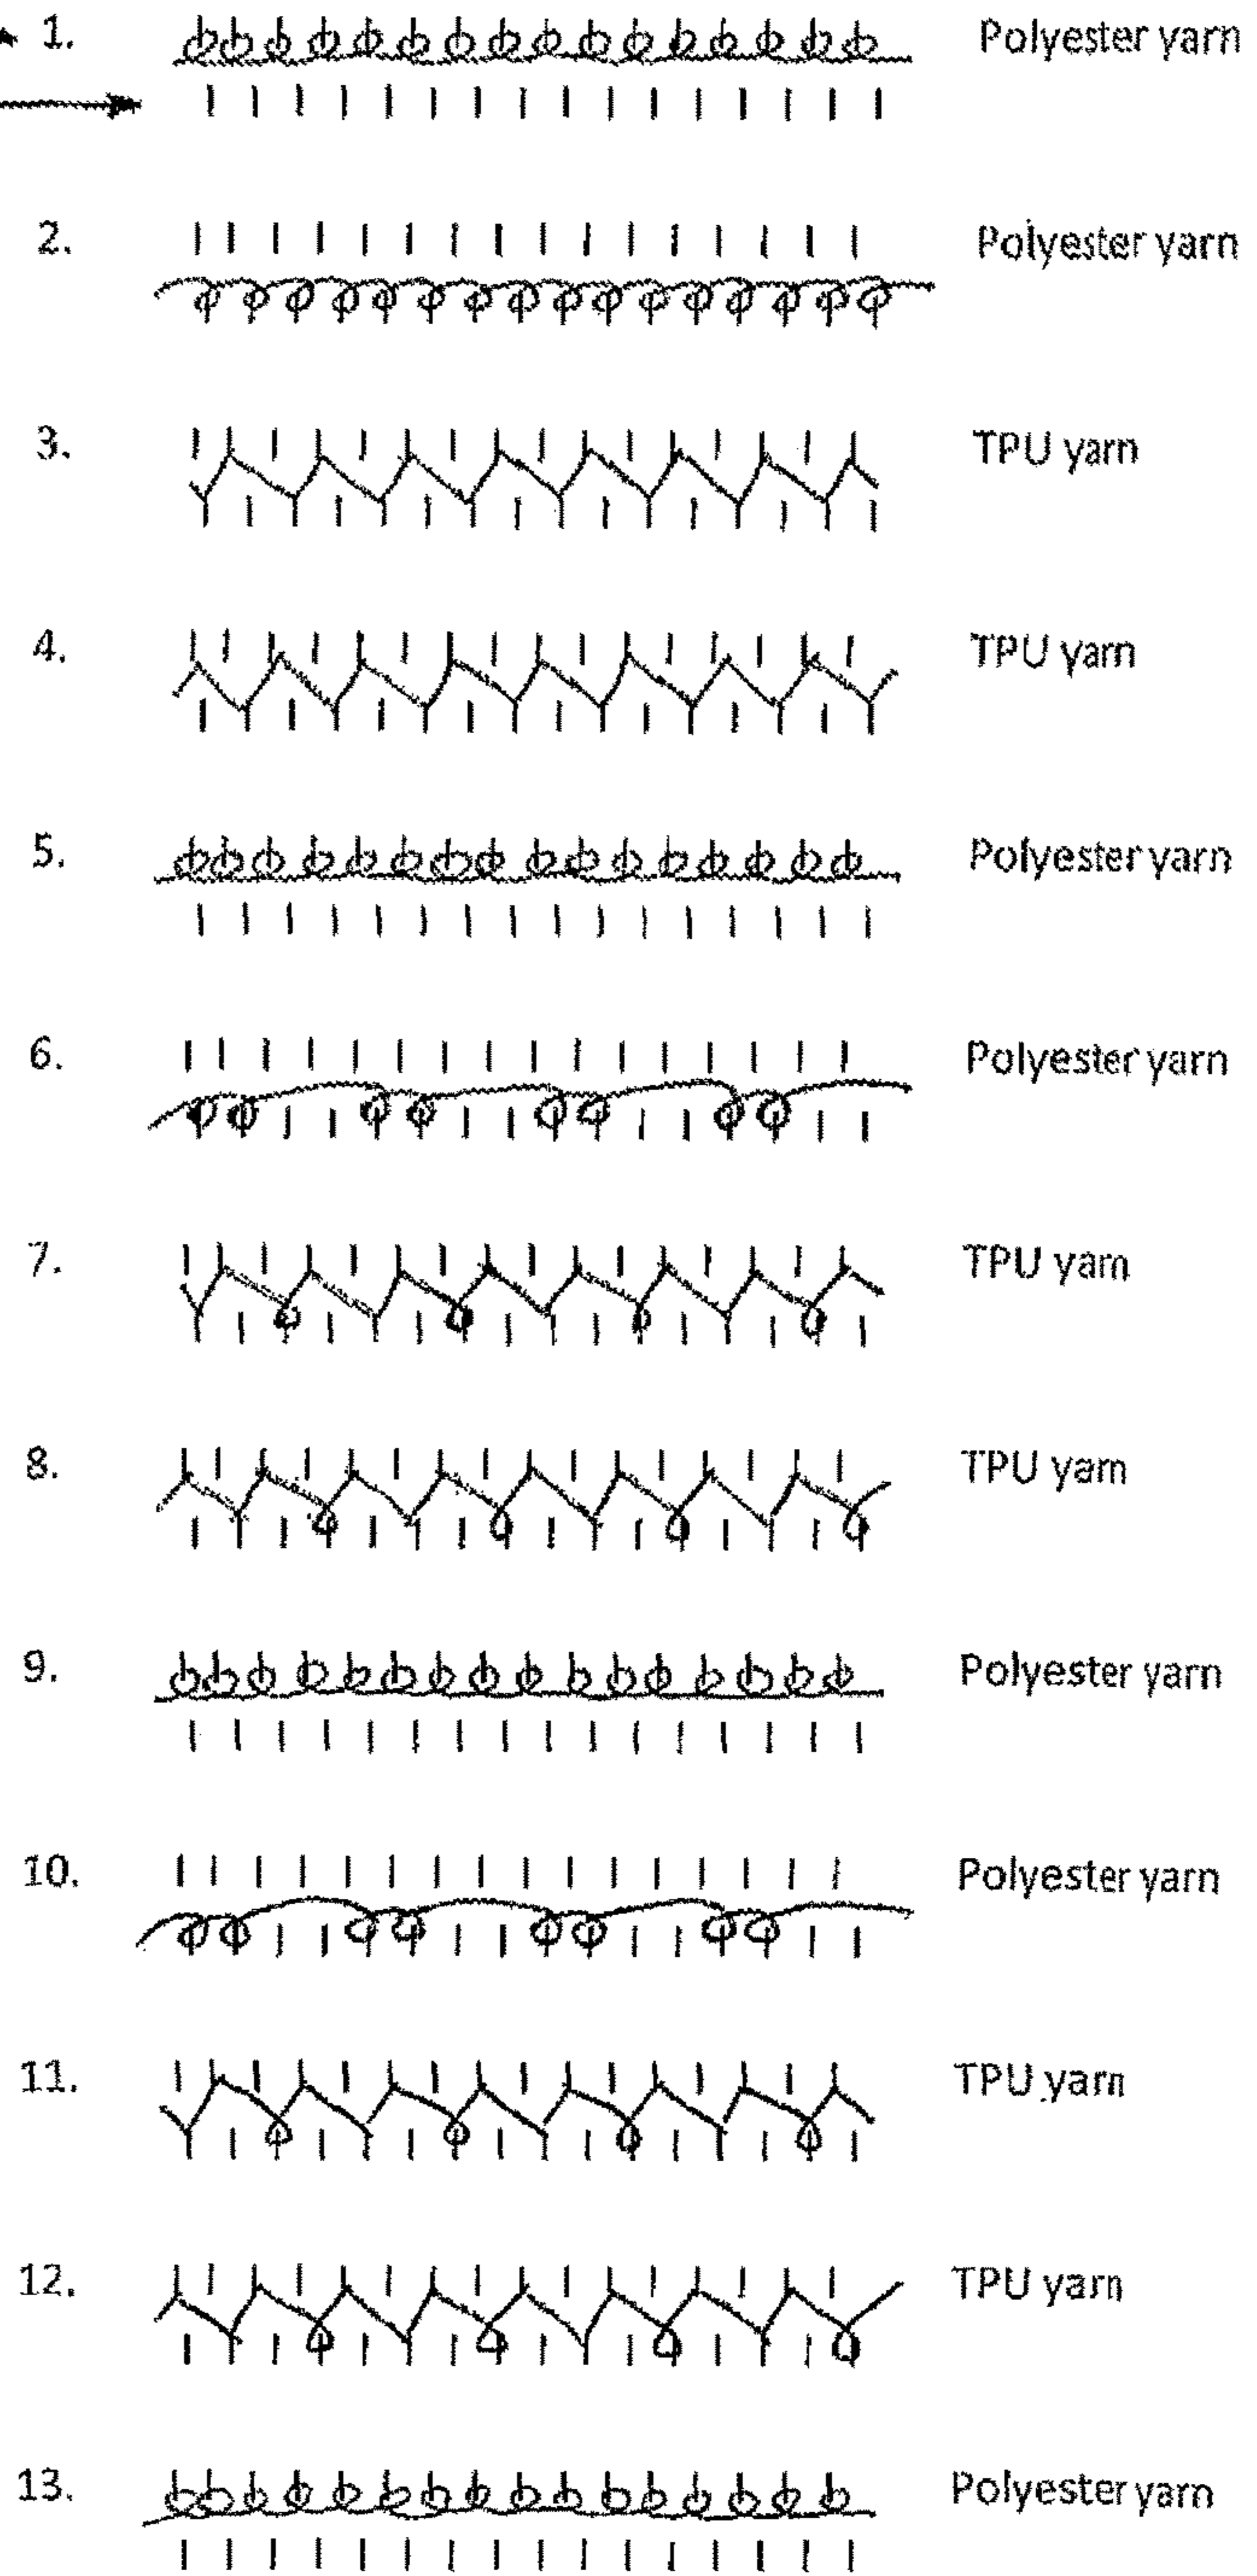 1. Polyester yarn
2. Polyester yarn
3. TPU yarn
4. TPU yarn
5. Polyester yarn
6. Polyester yarn
7. TPU yarn
8. TPU yarn
9. Polyester yarn
10. Polyester yarn
11. TPU yarn
12. TPU yarn
13. Polyester yarn